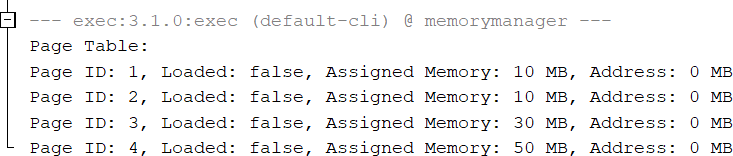 --- exec:3.1.0:exec (default-cli) @ memorymanager ---
Page Table:
Page ID: 1, Loaded: false, Assigned Memory: 10 MB, Address: 0 MB
Page ID: 2, Loaded: false, Assigned Memory: 10 MB, Address: 0 MB
Page ID: 3, Loaded: false, Assigned Memory: 30 MB, Address: 0 MB
Page ID: 4, Loaded: false, Assigned Memory: 50 MB, Address: 0 MB